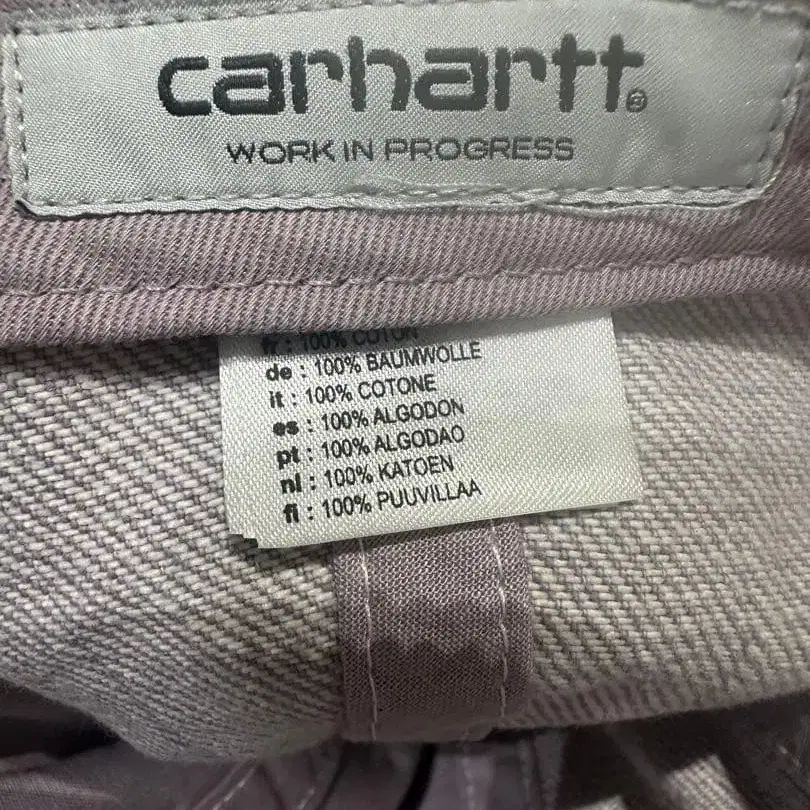 carhartt®
WORK IN PROGRESS
fr : 100% COTON
de : 100% BAUMWOLLE
it : 100% COTONE
es : 100% ALGODON
pt : 100% ALGODAO
nl : 100% KATOEN
fi : 100% PUUVILLAA